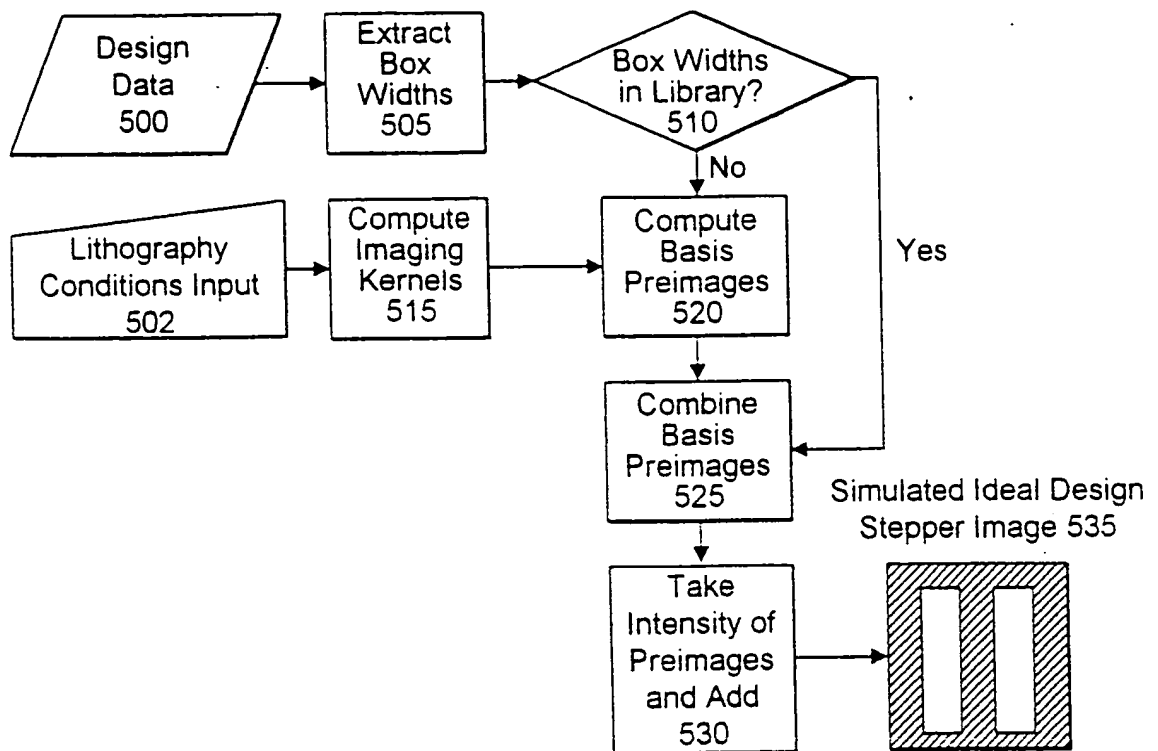 Design
Data
500
Extract
Box
Widths
505
Box Widths
in Library?
510
No
Yes
Lithography
Conditions Input
502
Compute
Imaging
Kernels
515
Compute
Basis
Preimages
520
Combine
Basis
Preimages
525
Simulated Ideal Design
Stepper Image 535
Take
Intensity of
Preimages
and Add
530